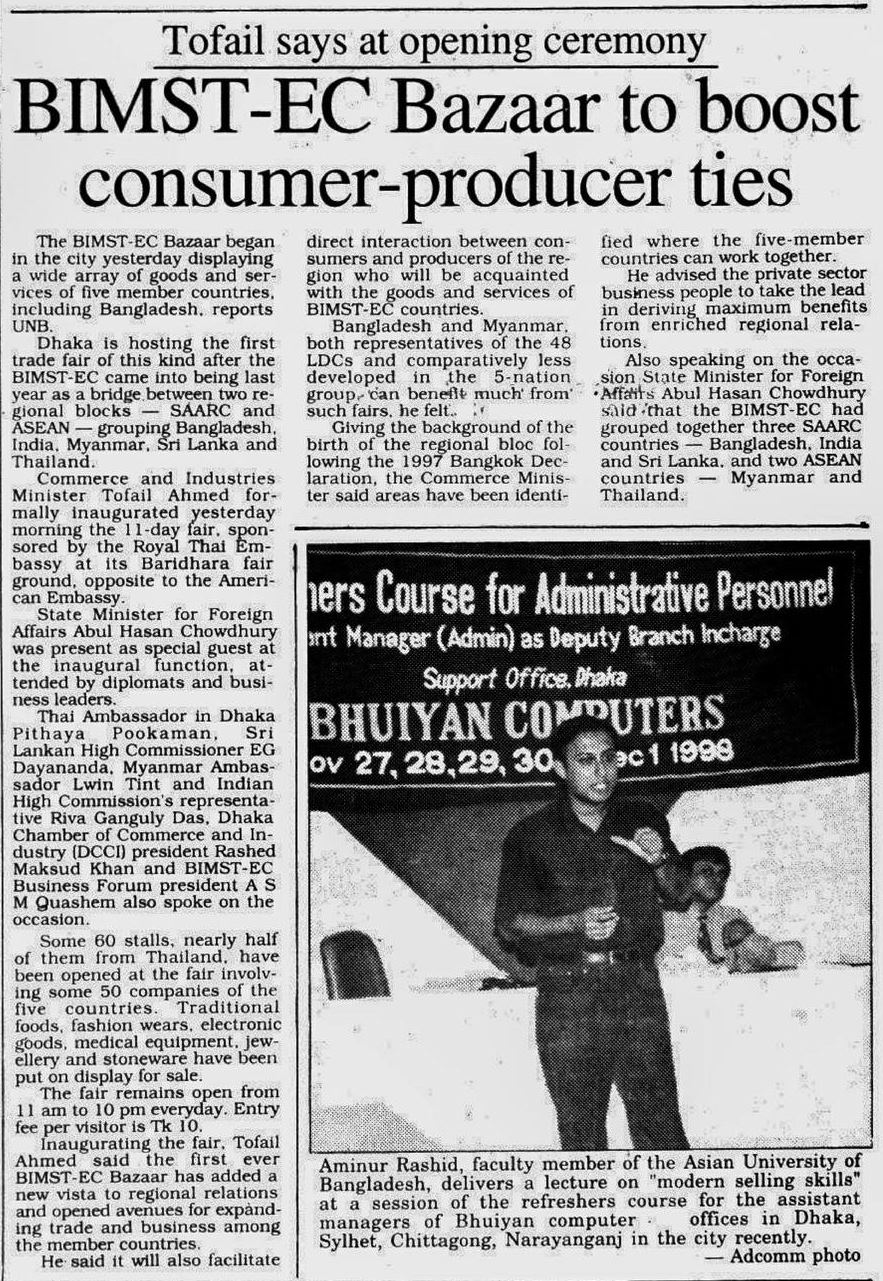 Tofail says at opening ceremony
BIMST-EC Bazaar to boost
consumer-producer ties
The BIMST-EC Bazaar began
in the city yesterday displaying
a wide array of goods and ser-
vices of five member countries,
including Bangladesh, reports
UNB.
Dhaka is hosting the first
trade fair of this kind after the
BIMST-EC came into being last
year as a bridge between two re-
gional blocks — SAARC and
ASEAN — grouping Bangladesh,
India, Myanmar, Sri Lanka and
Thailand.
Commerce and Industries
Minister Tofail Ahmed for-
mally inaugurated yesterday
morning the 11-day fair, spon-
sored by the Royal Thai Em-
bassy at its Baridhara fair
ground, opposite to the Ameri-
can Embassy.
State Minister for Foreign
Affairs Abul Hasan Chowdhury
was present as special guest at
the inaugural function, at-
tended by diplomats and busi-
ness leaders.
Thai Ambassador in Dhaka
Pithaya Pookaman, Sri
Lankan High Commissioner EG
Dayananda, Myanmar Ambas-
sador Lwin Tint and Indian
High Commission's representa-
tive Riva Ganguly Das, Dhaka
Chamber of Commerce and In-
dustry (DCCI) president Rashed
Maksud Khan and BIMST-EC
Business Forum president A S
M Quashem also spoke on the
occasion.
Some 60 stalls, nearly half
of them from Thailand, have
been opened at the fair involv-
ing some 50 companies of the
five countries. Traditional
foods, fashion wears, electronic
goods, medical equipment, jew-
ellery and stoneware have been
put on display for sale.
The fair remains open from
11 am to 10 pm everyday. Entry
fee per visitor is Tk 10.
Inaugurating the fair, Tofail
Ahmed said the first ever
BIMST-EC Bazaar has added a
new vista to regional relations
and opened avenues for expand-
ing trade and business among
the member countries.
He said it will also facilitate
direct interaction between con-
sumers and producers of the re-
gion who will be acquainted
with the goods and services of
BIMST-EC countries.
Bangladesh and Myanmar,
both representatives of the 48
LDCs and comparatively less
developed in the 5-nation
group, can benefit much from
such fairs, he felt.
Giving the background of the
birth of the regional bloc fol-
lowing the 1997 Bangkok Dec-
laration, the Commerce Minis-
ter said areas have been identi-
fied where the five-member
countries can work together.
He advised the private sector
business people to take the lead
in deriving maximum benefits
from enriched regional rela-
tions.
Also speaking on the occa-
sion State Minister for Foreign
Affairs Abul Hasan Chowdhury
said that the BIMST-EC had
grouped together three SAARC
countries — Bangladesh, India
and Sri Lanka, and two ASEAN
countries — Myanmar and
Thailand.
ners Course for Administrative Personnel
ent Manager (Admin) as Deputy Branch Incharge
Support Office, Dhaka
BHUIYAN COMPUTERS
ov 27, 28, 29, 30 ec 1 1998
Aminur Rashid, faculty member of the Asian University of
Bangladesh, delivers a lecture on "modern selling skills"
at a session of the refreshers course for the assistant
managers of Bhuiyan computer offices in Dhaka,
Sylhet, Chittagong, Narayanganj in the city recently.
— Adcomm photo